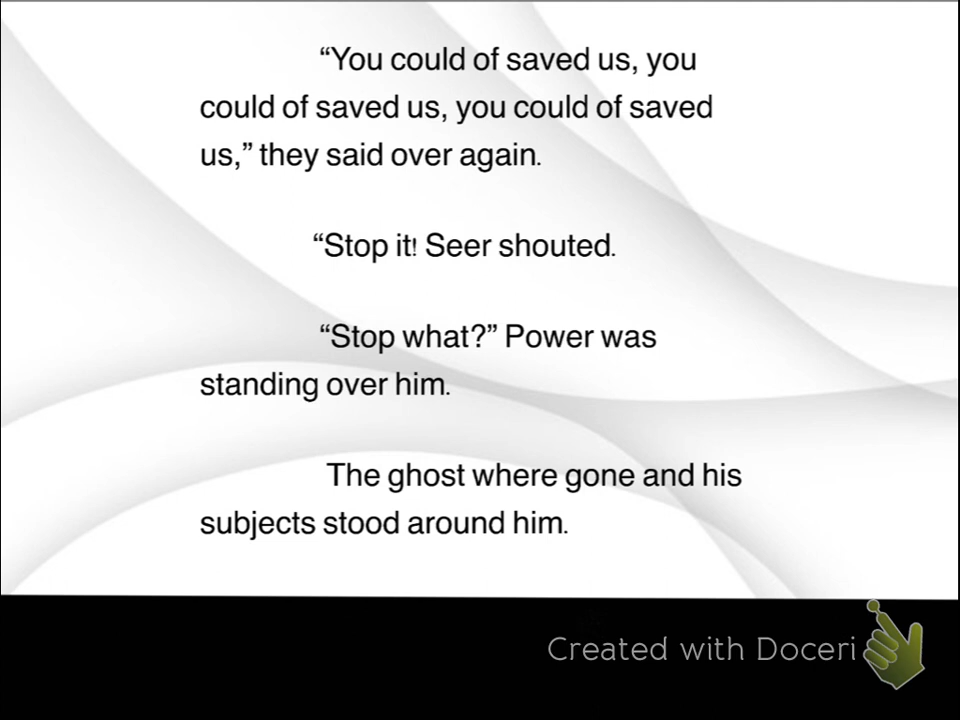 “You could of saved us, you
could of saved us, you could of saved
us,” they said over again.
“Stop it! Seer shouted.
“Stop what?” Power was
standing over him.
The ghost where gone and his
subjects stood around him.
Created with Doceri